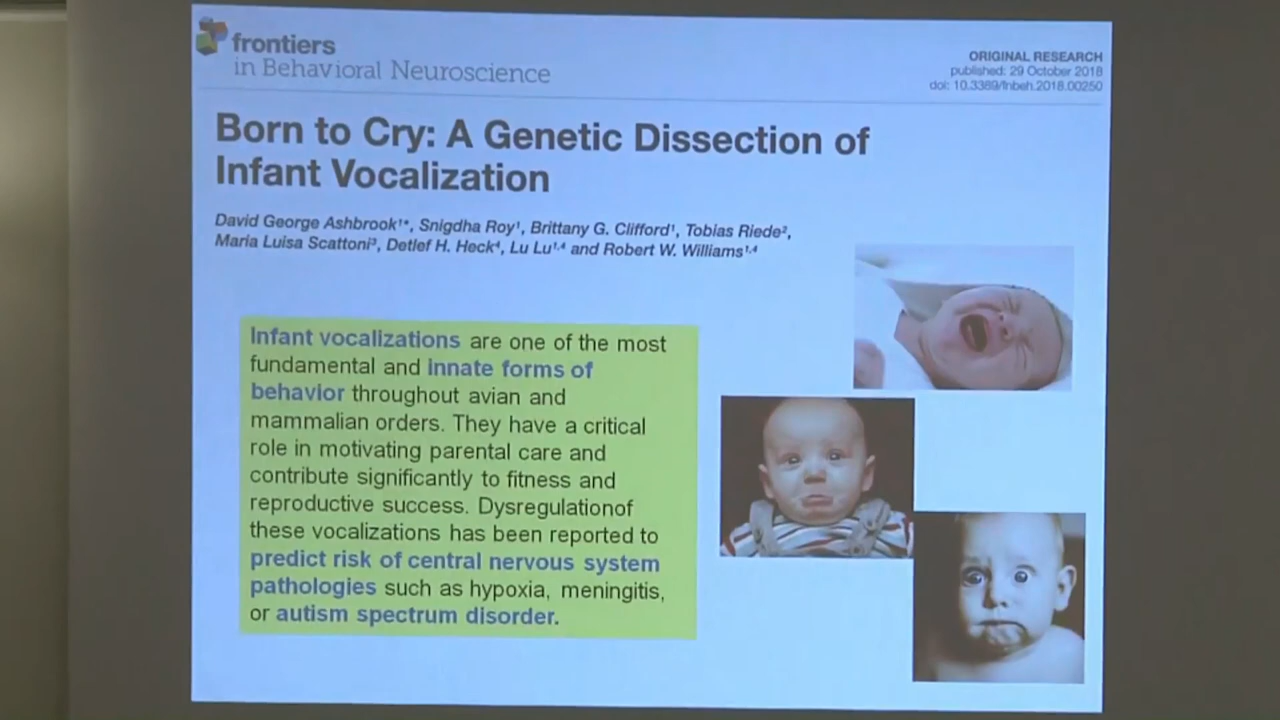 frontiers
in Behavioral Neuroscience
ORIGINAL RESEARCH
published: 29 October 2018
doi: 10.3389/fnbeh.2018.00250
Born to Cry: A Genetic Dissection of
Infant Vocalization
David George Ashbrook¹*, Snigdha Roy¹, Brittany G. Clifford¹, Tobias Riede²,
Maria Luisa Scattoni³, Detlef H. Heck⁴, Lu Lu¹,⁴ and Robert W. Williams¹,⁴
Infant vocalizations are one of the most
fundamental and innate forms of
behavior throughout avian and
mammalian orders. They have a critical
role in motivating parental care and
contribute significantly to fitness and
reproductive success. Dysregulationof
these vocalizations has been reported to
predict risk of central nervous system
pathologies such as hypoxia, meningitis,
or autism spectrum disorder.